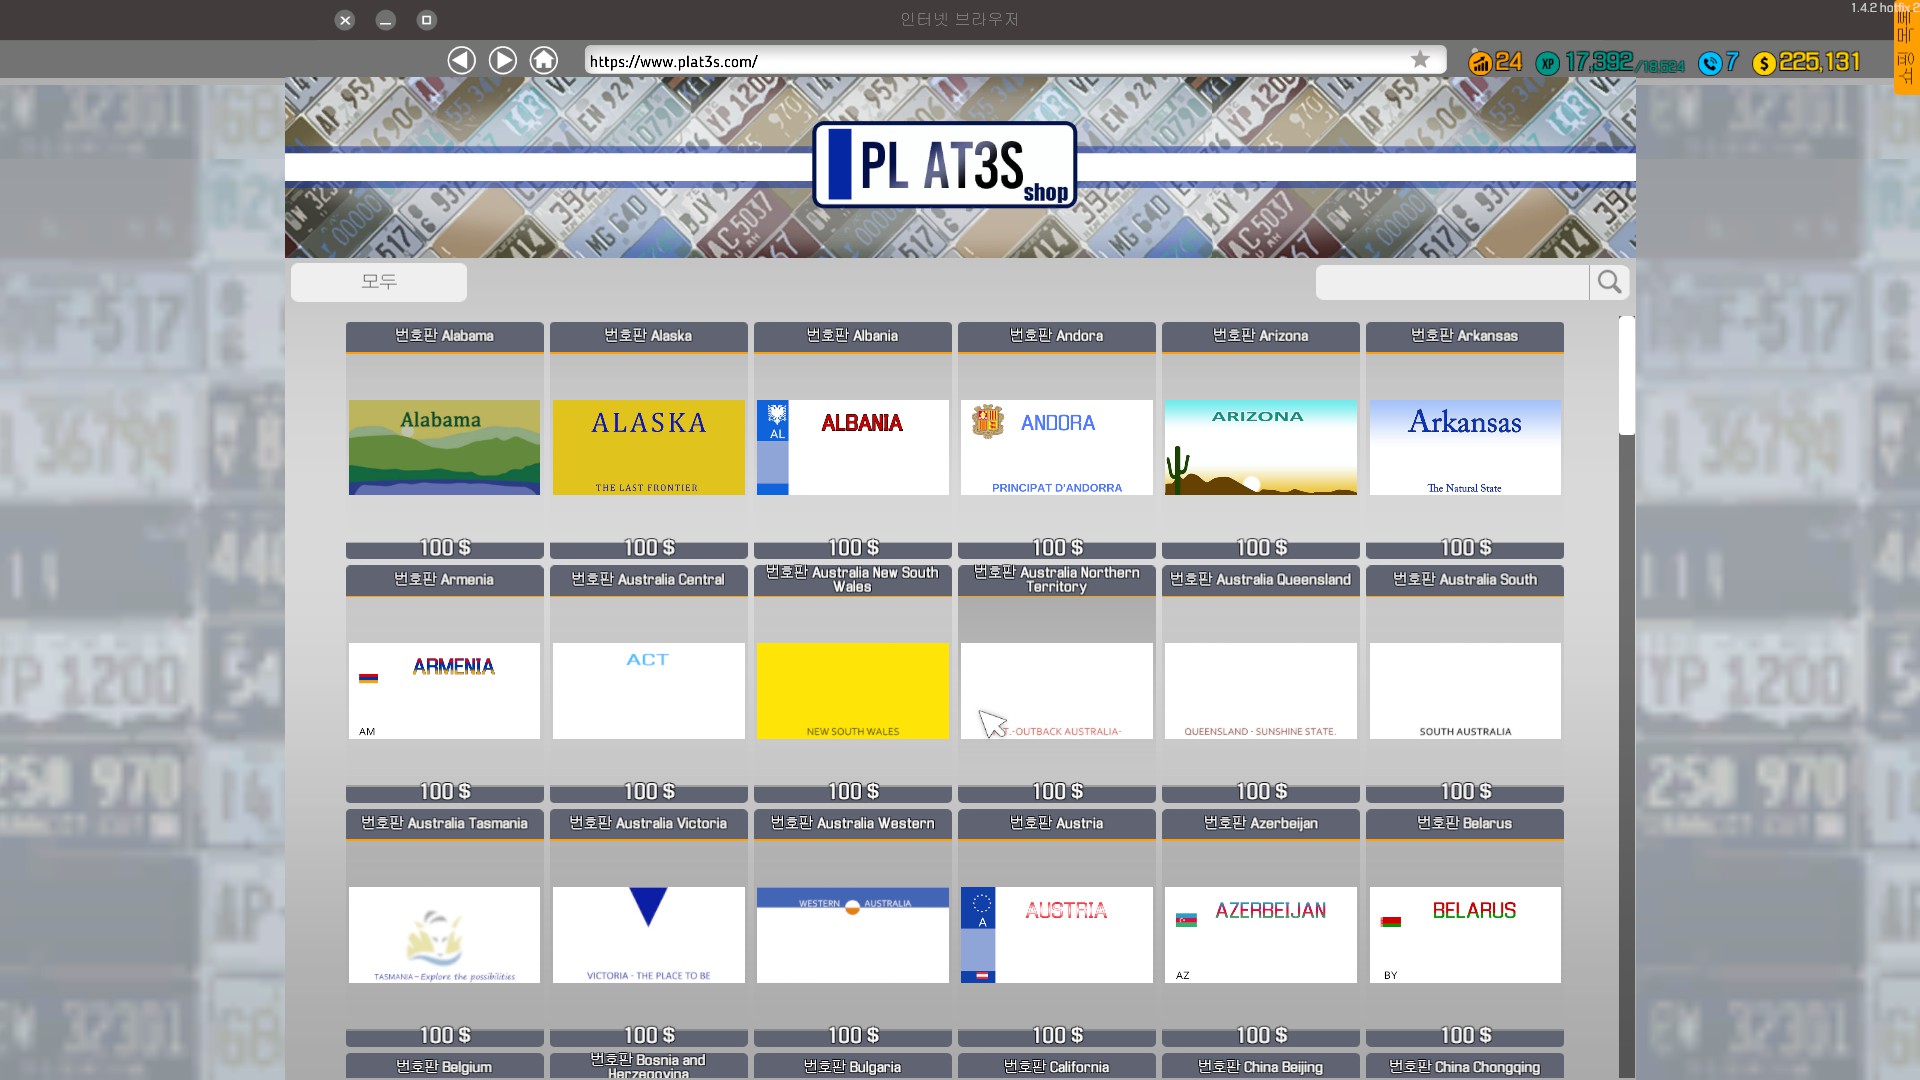 인터넷 브라우저
1.4.2 hotfix 2
https://www.plat3s.com/
24
XP
17,392/18,524
7
$
225,131
PL AT3S
shop
모두
번호판 Alabama
번호판 Alaska
번호판 Albania
번호판 Andora
번호판 Arizona
번호판 Arkansas
Alabama
ALASKA
THE LAST FRONTIER
AL
ALBANIA
ANDORA
PRINCIPAT D'ANDORRA
ARIZONA
Arkansas
The Natural State
100 $
100 $
100 $
100 $
100 $
100 $
번호판 Armenia
번호판 Australia Central
번호판 Australia New South
Wales
번호판 Australia Northern
Territory
번호판 Australia Queensland
번호판 Australia South
ARMENIA
AM
ACT
NEW SOUTH WALES
-OUTBACK AUSTRALIA-
QUEENSLAND - SUNSHINE STATE.
SOUTH AUSTRALIA
100 $
100 $
100 $
100 $
100 $
100 $
번호판 Australia Tasmania
번호판 Australia Victoria
번호판 Australia Western
번호판 Austria
번호판 Azerbeijan
번호판 Belarus
TASMANIA – Explore the possibilities
VICTORIA - THE PLACE TO BE
WESTERN AUSTRALIA
A
AUSTRIA
AZERBEIJAN
AZ
BELARUS
BY
100 $
100 $
100 $
100 $
100 $
100 $
번호판 Belgium
번호판 Bosnia and
Herzegovina
번호판 Bulgaria
번호판 California
번호판 China Beijing
번호판 China Chongqing